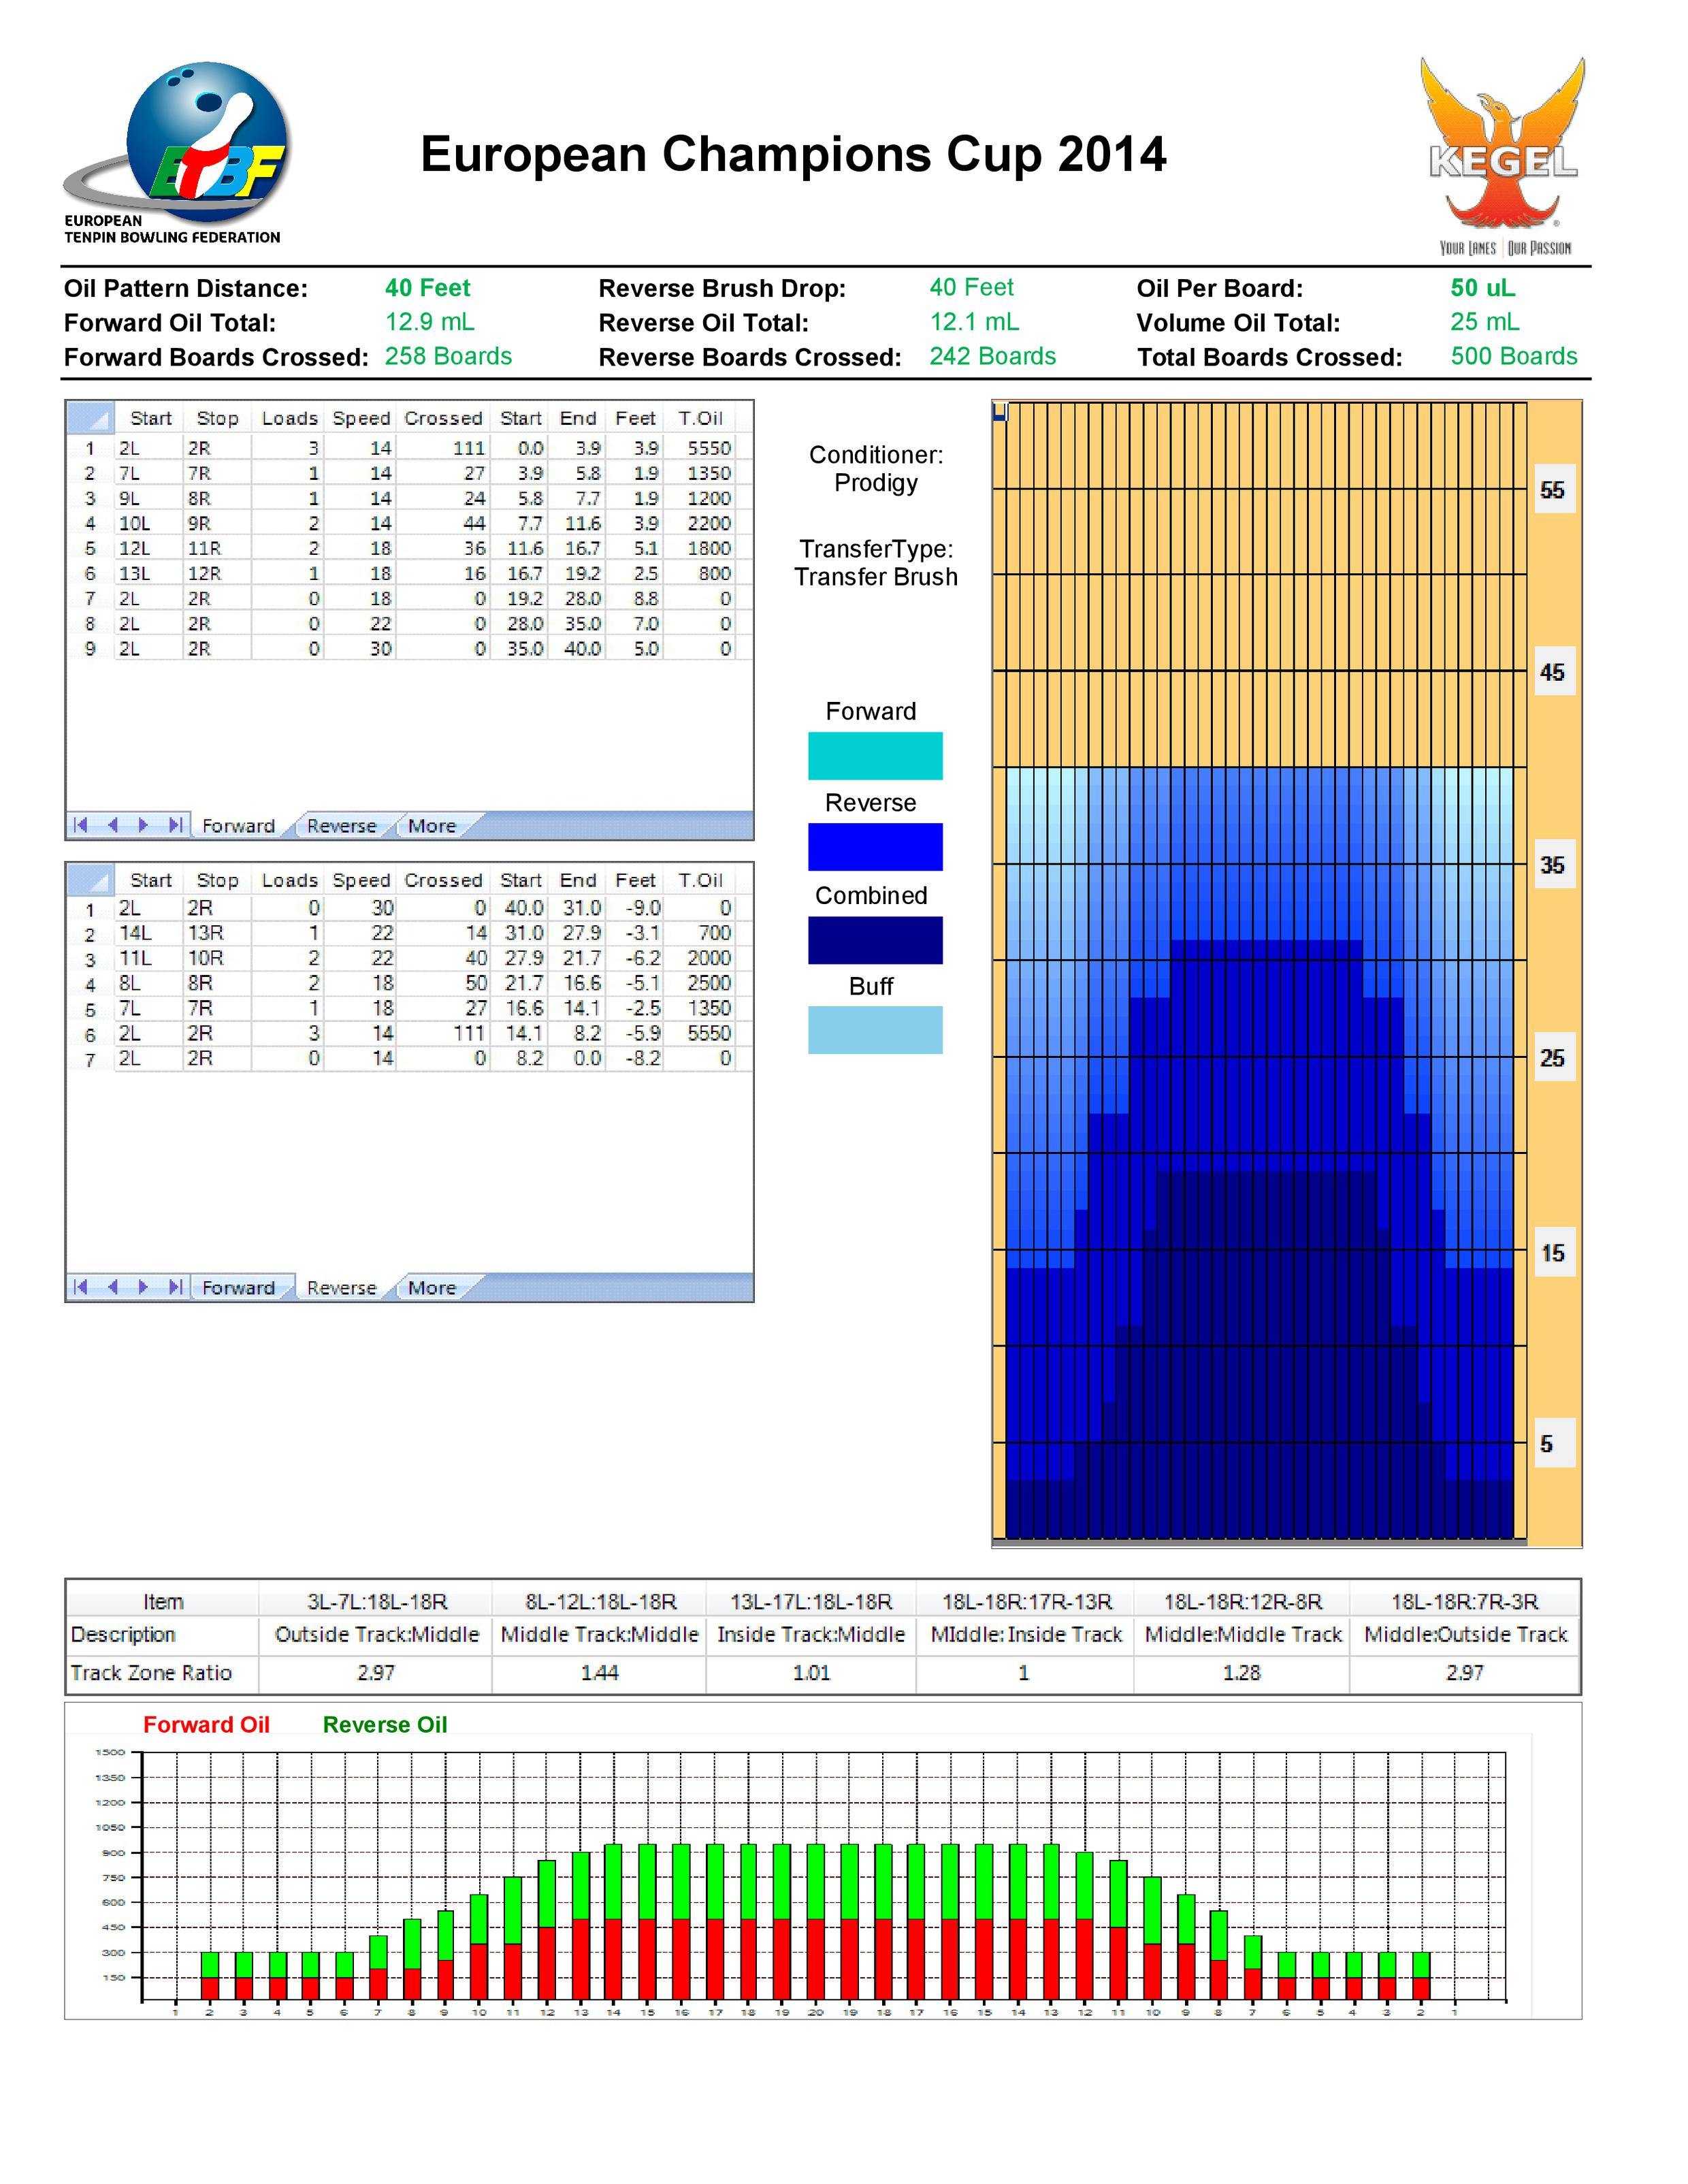 European Champions Cup 2014
ETBF
EUROPEAN
TENPIN BOWLING FEDERATION
KEGEL
YOUR LANES | OUR PASSION
Oil Pattern Distance: 40 Feet Reverse Brush Drop: 40 Feet Oil Per Board: 50 uL
Forward Oil Total: 12.9 mL Reverse Oil Total: 12.1 mL Volume Oil Total: 25 mL
Forward Boards Crossed: 258 Boards Reverse Boards Crossed: 242 Boards Total Boards Crossed: 500 Boards
Start Stop Loads Speed Crossed Start End Feet T.Oil
1 2L 2R 3 14 111 0.0 3.9 3.9 5550
2 7L 7R 1 14 27 3.9 5.8 1.9 1350
3 9L 8R 1 14 24 5.8 7.7 1.9 1200
4 10L 9R 2 14 44 7.7 11.6 3.9 2200
5 12L 11R 2 18 36 11.6 16.7 5.1 1800
6 13L 12R 1 18 16 16.7 19.2 2.5 800
7 2L 2R 0 18 0 19.2 28.0 8.8 0
8 2L 2R 0 22 0 28.0 35.0 7.0 0
9 2L 2R 0 30 0 35.0 40.0 5.0 0
Forward Reverse More
Start Stop Loads Speed Crossed Start End Feet T.Oil
1 2L 2R 0 30 0 40.0 31.0 -9.0 0
2 14L 13R 1 22 14 31.0 27.9 -3.1 700
3 11L 10R 2 22 40 27.9 21.7 -6.2 2000
4 8L 8R 2 18 50 21.7 16.6 -5.1 2500
5 7L 7R 1 18 27 16.6 14.1 -2.5 1350
6 2L 2R 3 14 111 14.1 8.2 -5.9 5550
7 2L 2R 0 14 0 8.2 0.0 -8.2 0
Forward Reverse More
Conditioner:
Prodigy
TransferType:
Transfer Brush
Forward
Reverse
Combined
Buff
55
45
35
25
15
5
Item 3L-7L:18L-18R 8L-12L:18L-18R 13L-17L:18L-18R 18L-18R:17R-13R 18L-18R:12R-8R 18L-18R:7R-3R
Description Outside Track:Middle Middle Track:Middle Inside Track:Middle MIddle: Inside Track Middle:Middle Track Middle:Outside Track
Track Zone Ratio 2.97 1.44 1.01 1 1.28 2.97
Forward Oil Reverse Oil
1500
1350
1200
1050
900
750
600
450
300
150
1 2 3 4 5 6 7 8 9 10 11 12 13 14 15 16 17 18 19 20 19 18 17 16 15 14 13 12 11 10 9 8 7 6 5 4 3 2 1